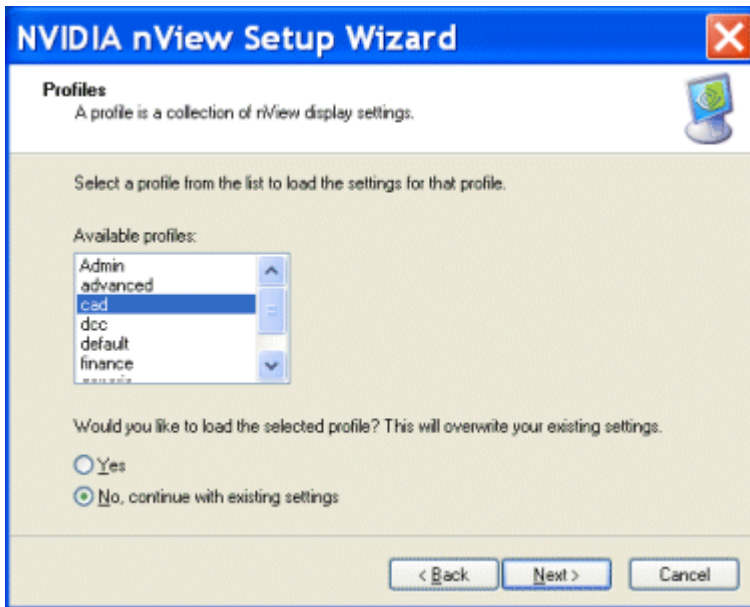 NVIDIA nView Setup Wizard
Profiles
A profile is a collection of nView display settings.
Select a profile from the list to load the settings for that profile.
Available profiles:
Admin
advanced
cad
dcc
default
finance
Would you like to load the selected profile? This will overwrite your existing settings.
Yes
No, continue with existing settings
< Back Next > Cancel